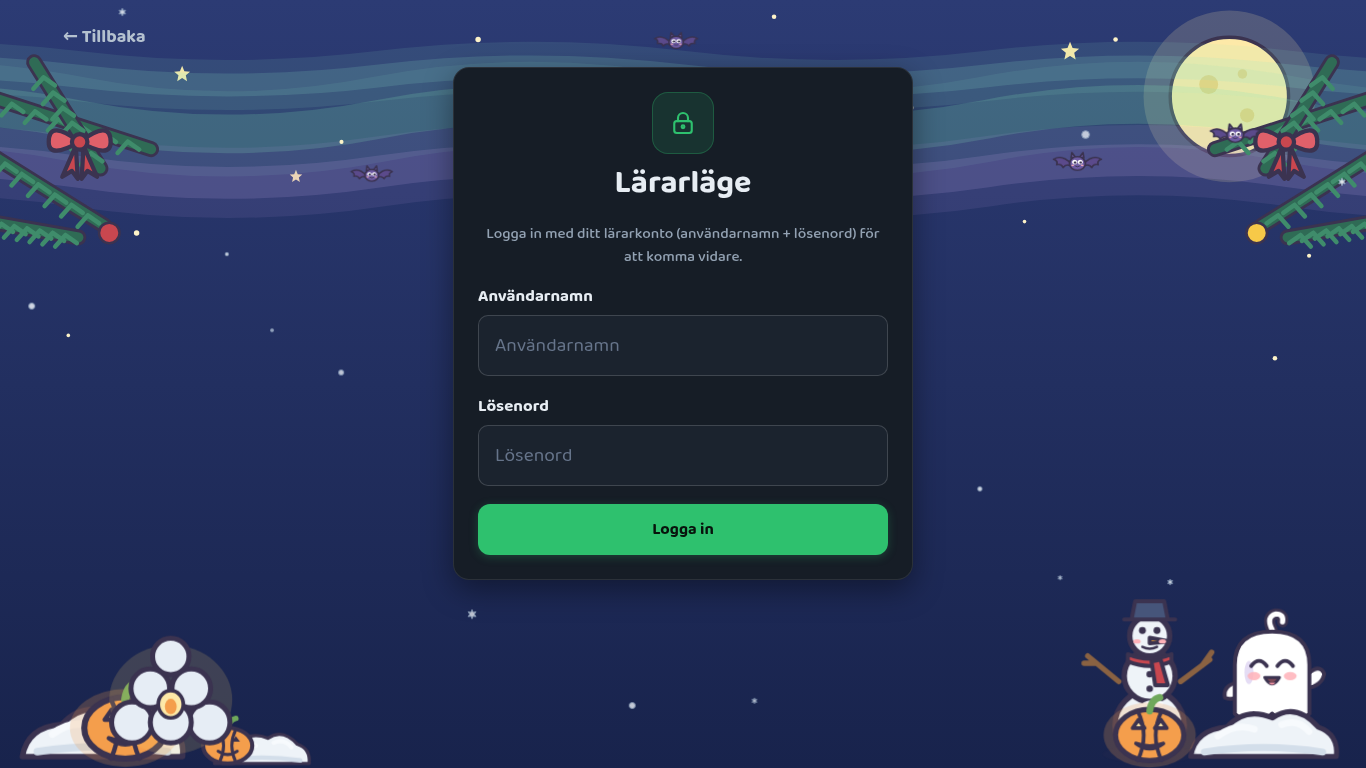 ← Tillbaka
Lärarläge
Logga in med ditt lärarkonto (användarnamn + lösenord) för
att komma vidare.
Användarnamn
Användarnamn
Lösenord
Lösenord
Logga in